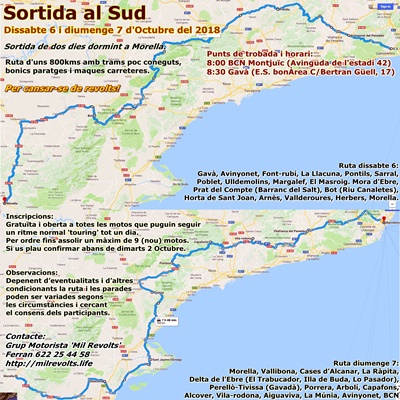 Sortida al Sud
Dissabte 6 i diumenge 7 d'Octubre del 2018
Sortida de dos dies dormint a Morella.
Ruta d'uns 800kms amb trams poc coneguts,
bonics paratges i maques carreteres.
Per cansar-se de revolts!
Punts de trobada i horari:
8:00 BCN Montjuïc (Avinguda de l'estadi 42)
8:30 Gavà (E.S. bonÀrea C/Bertran Güell, 17)
Ruta dissabte 6:
Gavà, Avinyonet, Font-rubí, La Llacuna, Pontils, Sarral,
Poblet, Ulldemolins, Margalef, El Masroig, Mora d'Ebre,
Prat del Compte (Barranc del Salt), Bot (Riu Canaletes),
Horta de Sant Joan, Arnés, Vallderoures, Herbers, Morella.
Inscripcions:
Gratuïta i oberta a totes les motos que puguin seguir
un ritme normal 'touring' tot un dia.
Per ordre fins assolir un màxim de 9 (nou) motos.
Si us plau confirmar abans de dimarts 2 Octubre.
Observacions:
Depenent d'eventualitats i d'altres
condicionants la ruta i les parades
poden ser variades segons
les circumstàncies i cercant
el consens dels participants.
Contacte:
Grup Motorista 'Mil Revolts'
Ferran 622 25 44 58
http://milrevolts.life
Ruta diumenge 7:
Morella, Vallibona, Cases d'Alcanar, La Ràpita,
Delta de l'Ebre (El Trabucador, Illa de Buda, Lo Pasador),
Perelló-Tivissa (Gavadà), Porrera, Arbolí, Capafons,
Alcover, Vila-rodona, Aiguaviva, La Múnia, Avinyonet, BCN